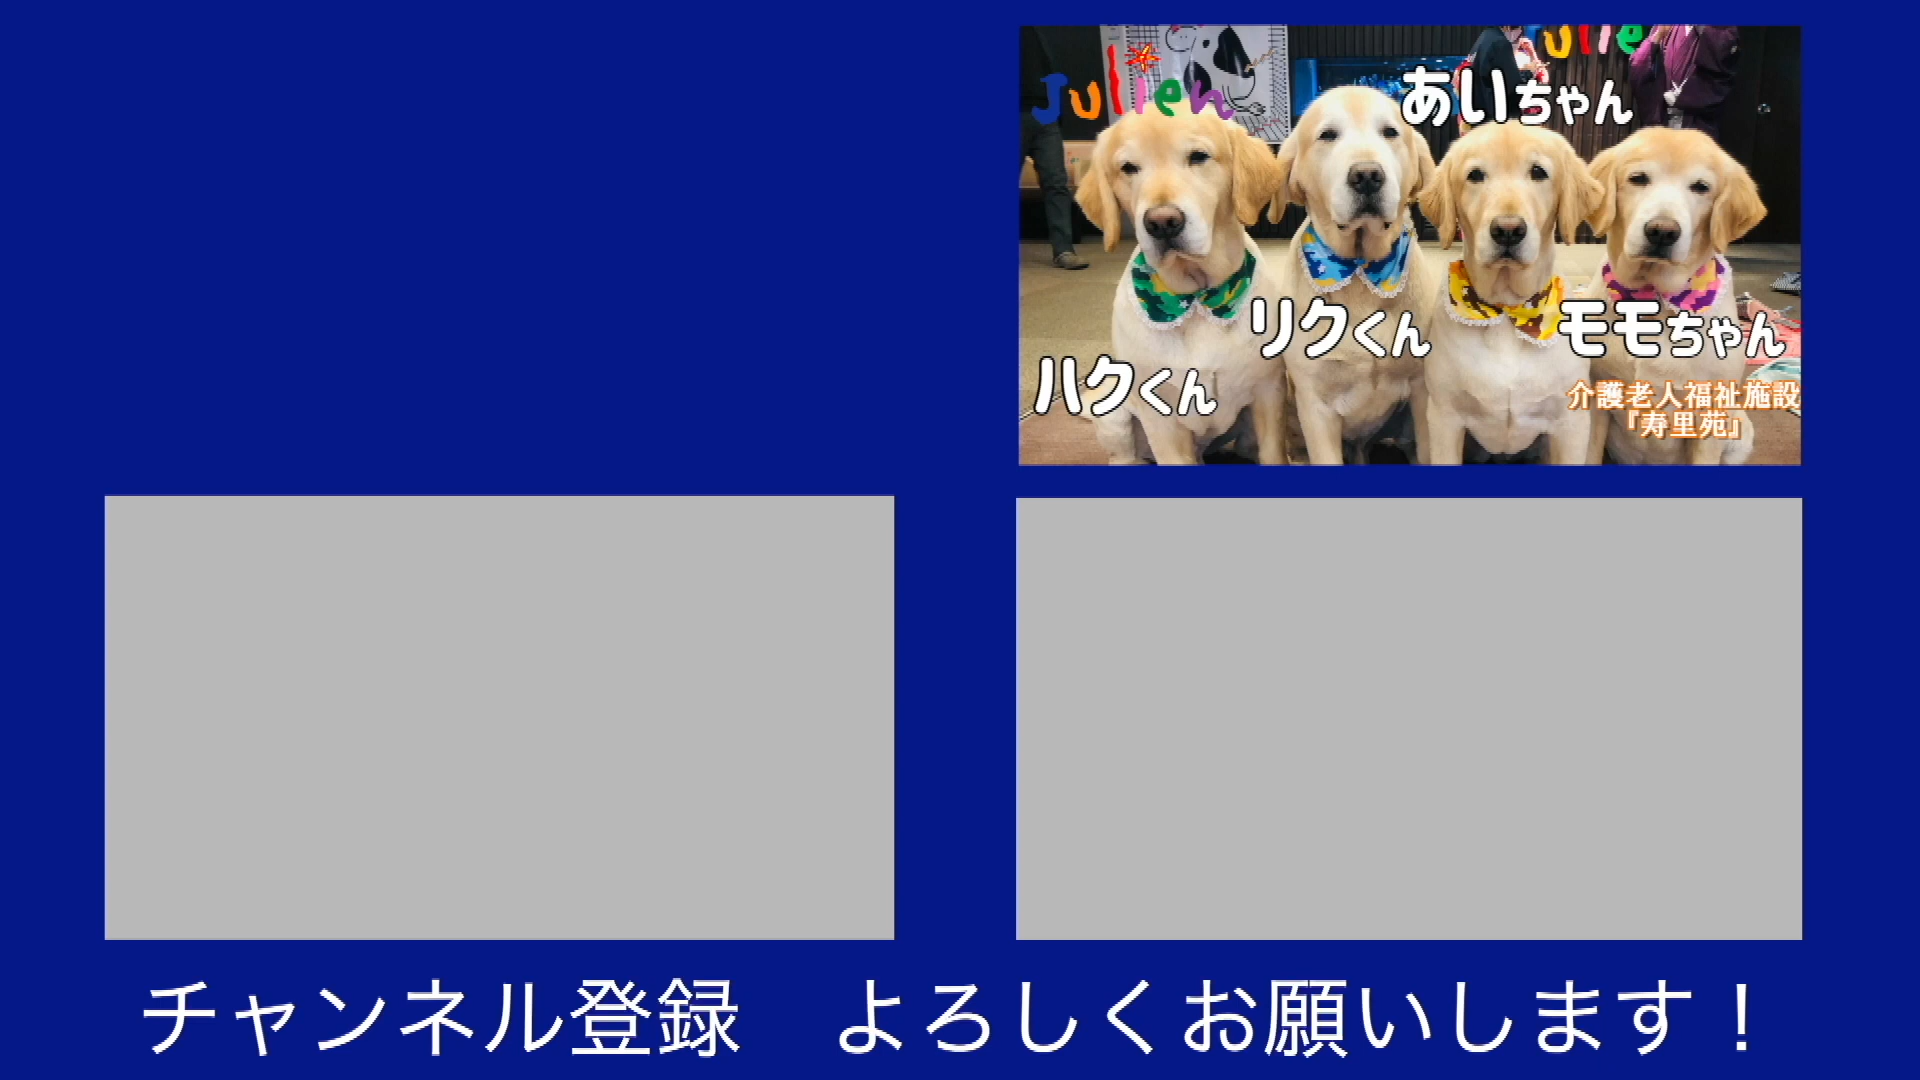 Julien
ulie
あいちゃん
リクくん
モモちゃん
ハクくん
介護老人福祉施設
『寿里苑』
チャンネル登録　よろしくお願いします！